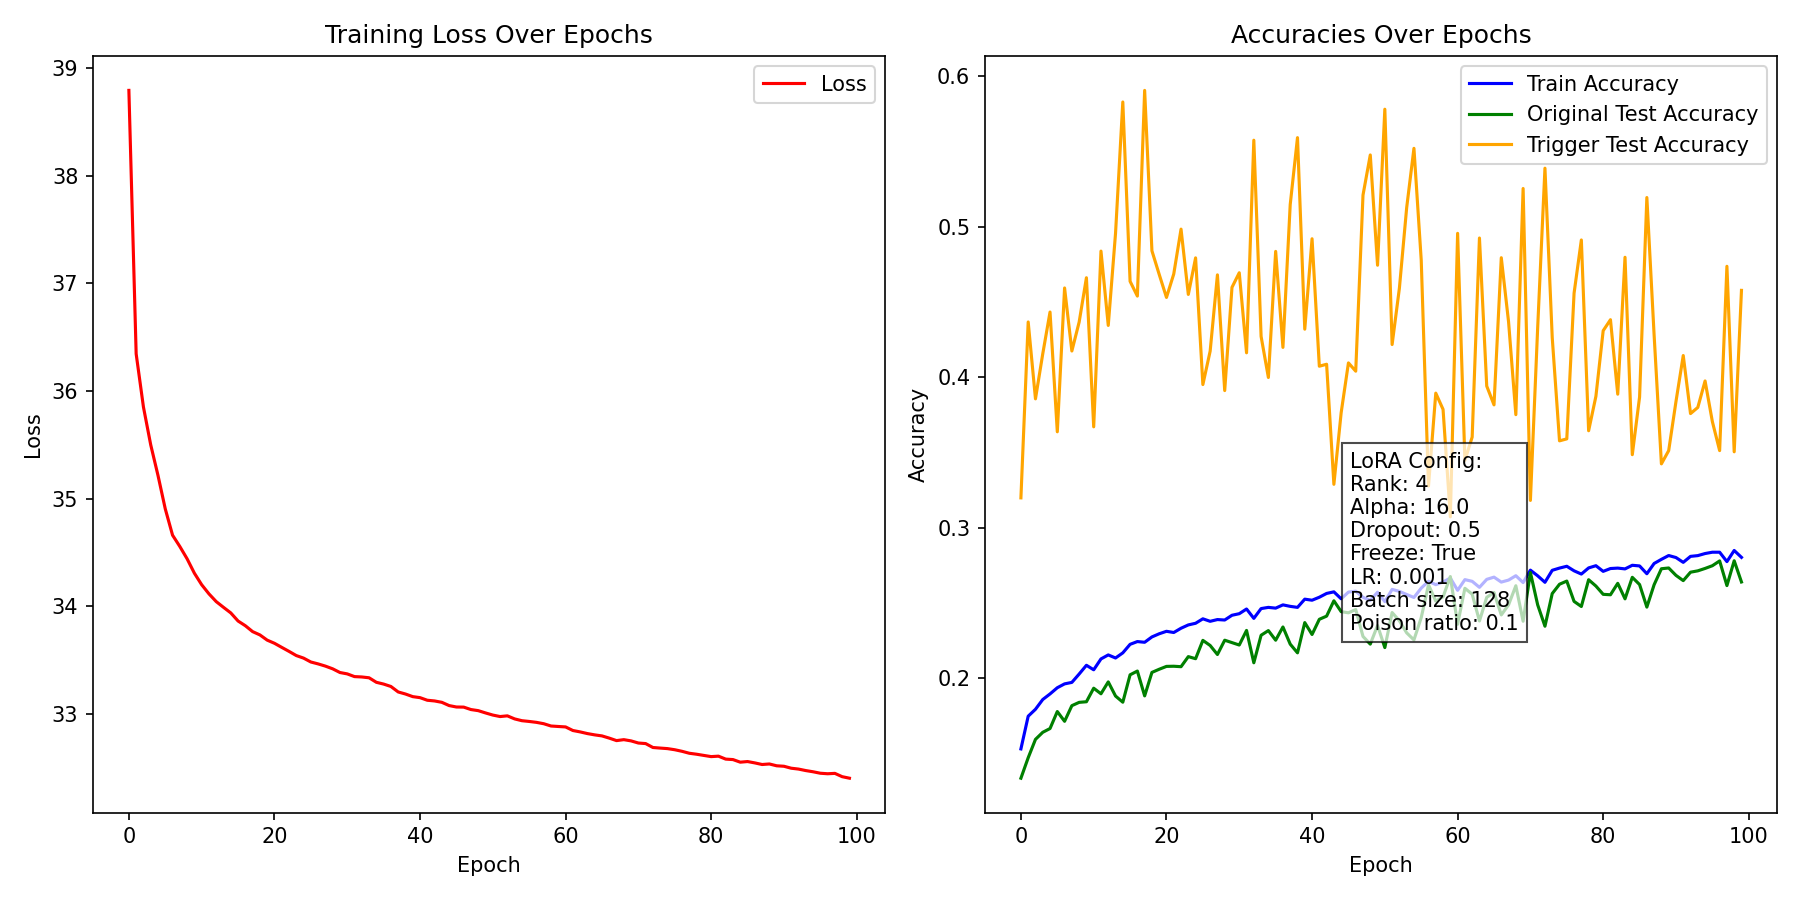 Training Loss Over Epochs
Loss
39
38
37
36
35
34
33
0 20 40 60 80 100
Epoch
Loss
Accuracies Over Epochs
Train Accuracy
Original Test Accuracy
Trigger Test Accuracy
0.6
0.5
0.4
0.3
0.2
LoRA Config:
Rank: 4
Alpha: 16.0
Dropout: 0.5
Freeze: True
LR: 0.001
Batch size: 128
Poison ratio: 0.1
0 20 40 60 80 100
Epoch
Accuracy